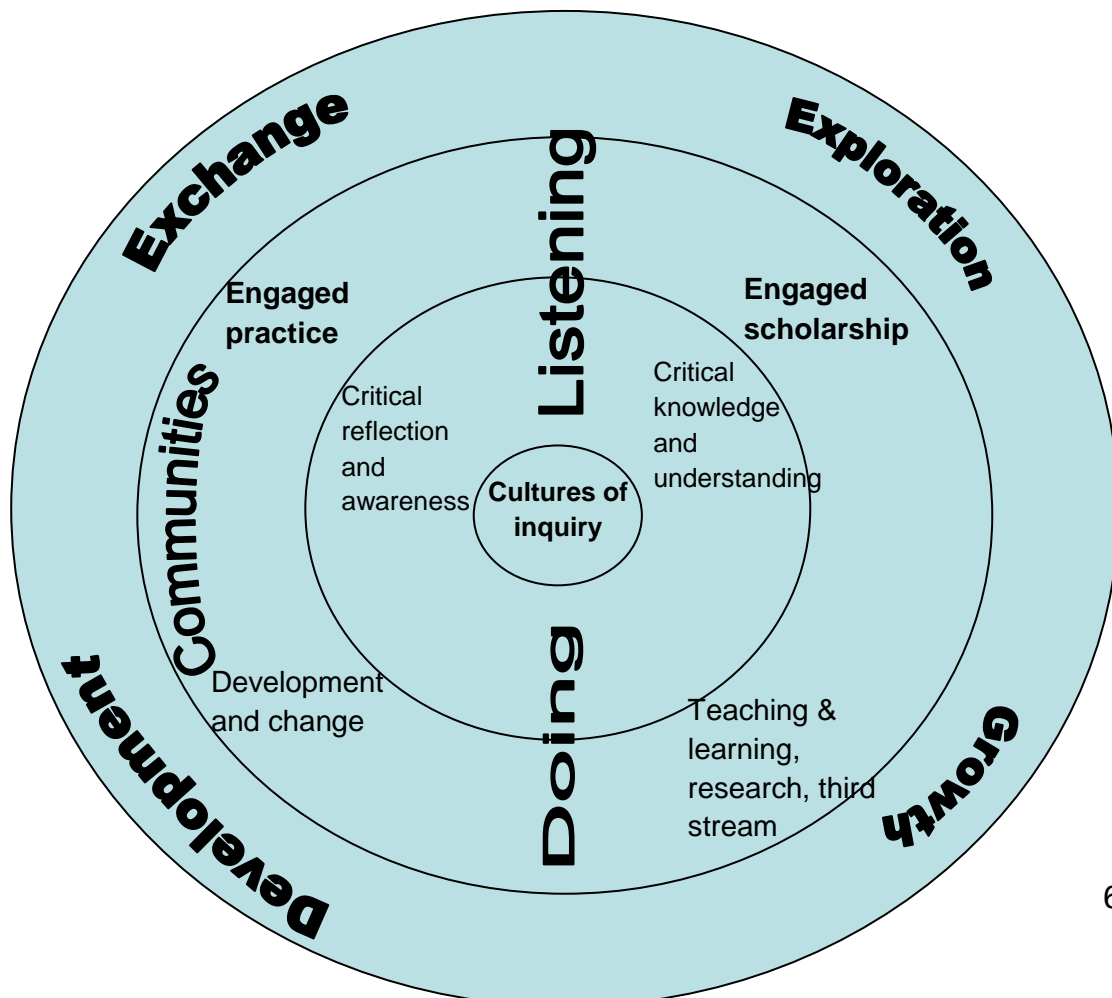 Exchange
Exploration
Listening
Engaged
practice
Engaged
scholarship
Communities
Critical
reflection
and
awareness
Critical
knowledge
and
understanding
Cultures of
inquiry
Doing
Development
and change
Teaching &
learning,
research, third
stream
Development
Growth
6